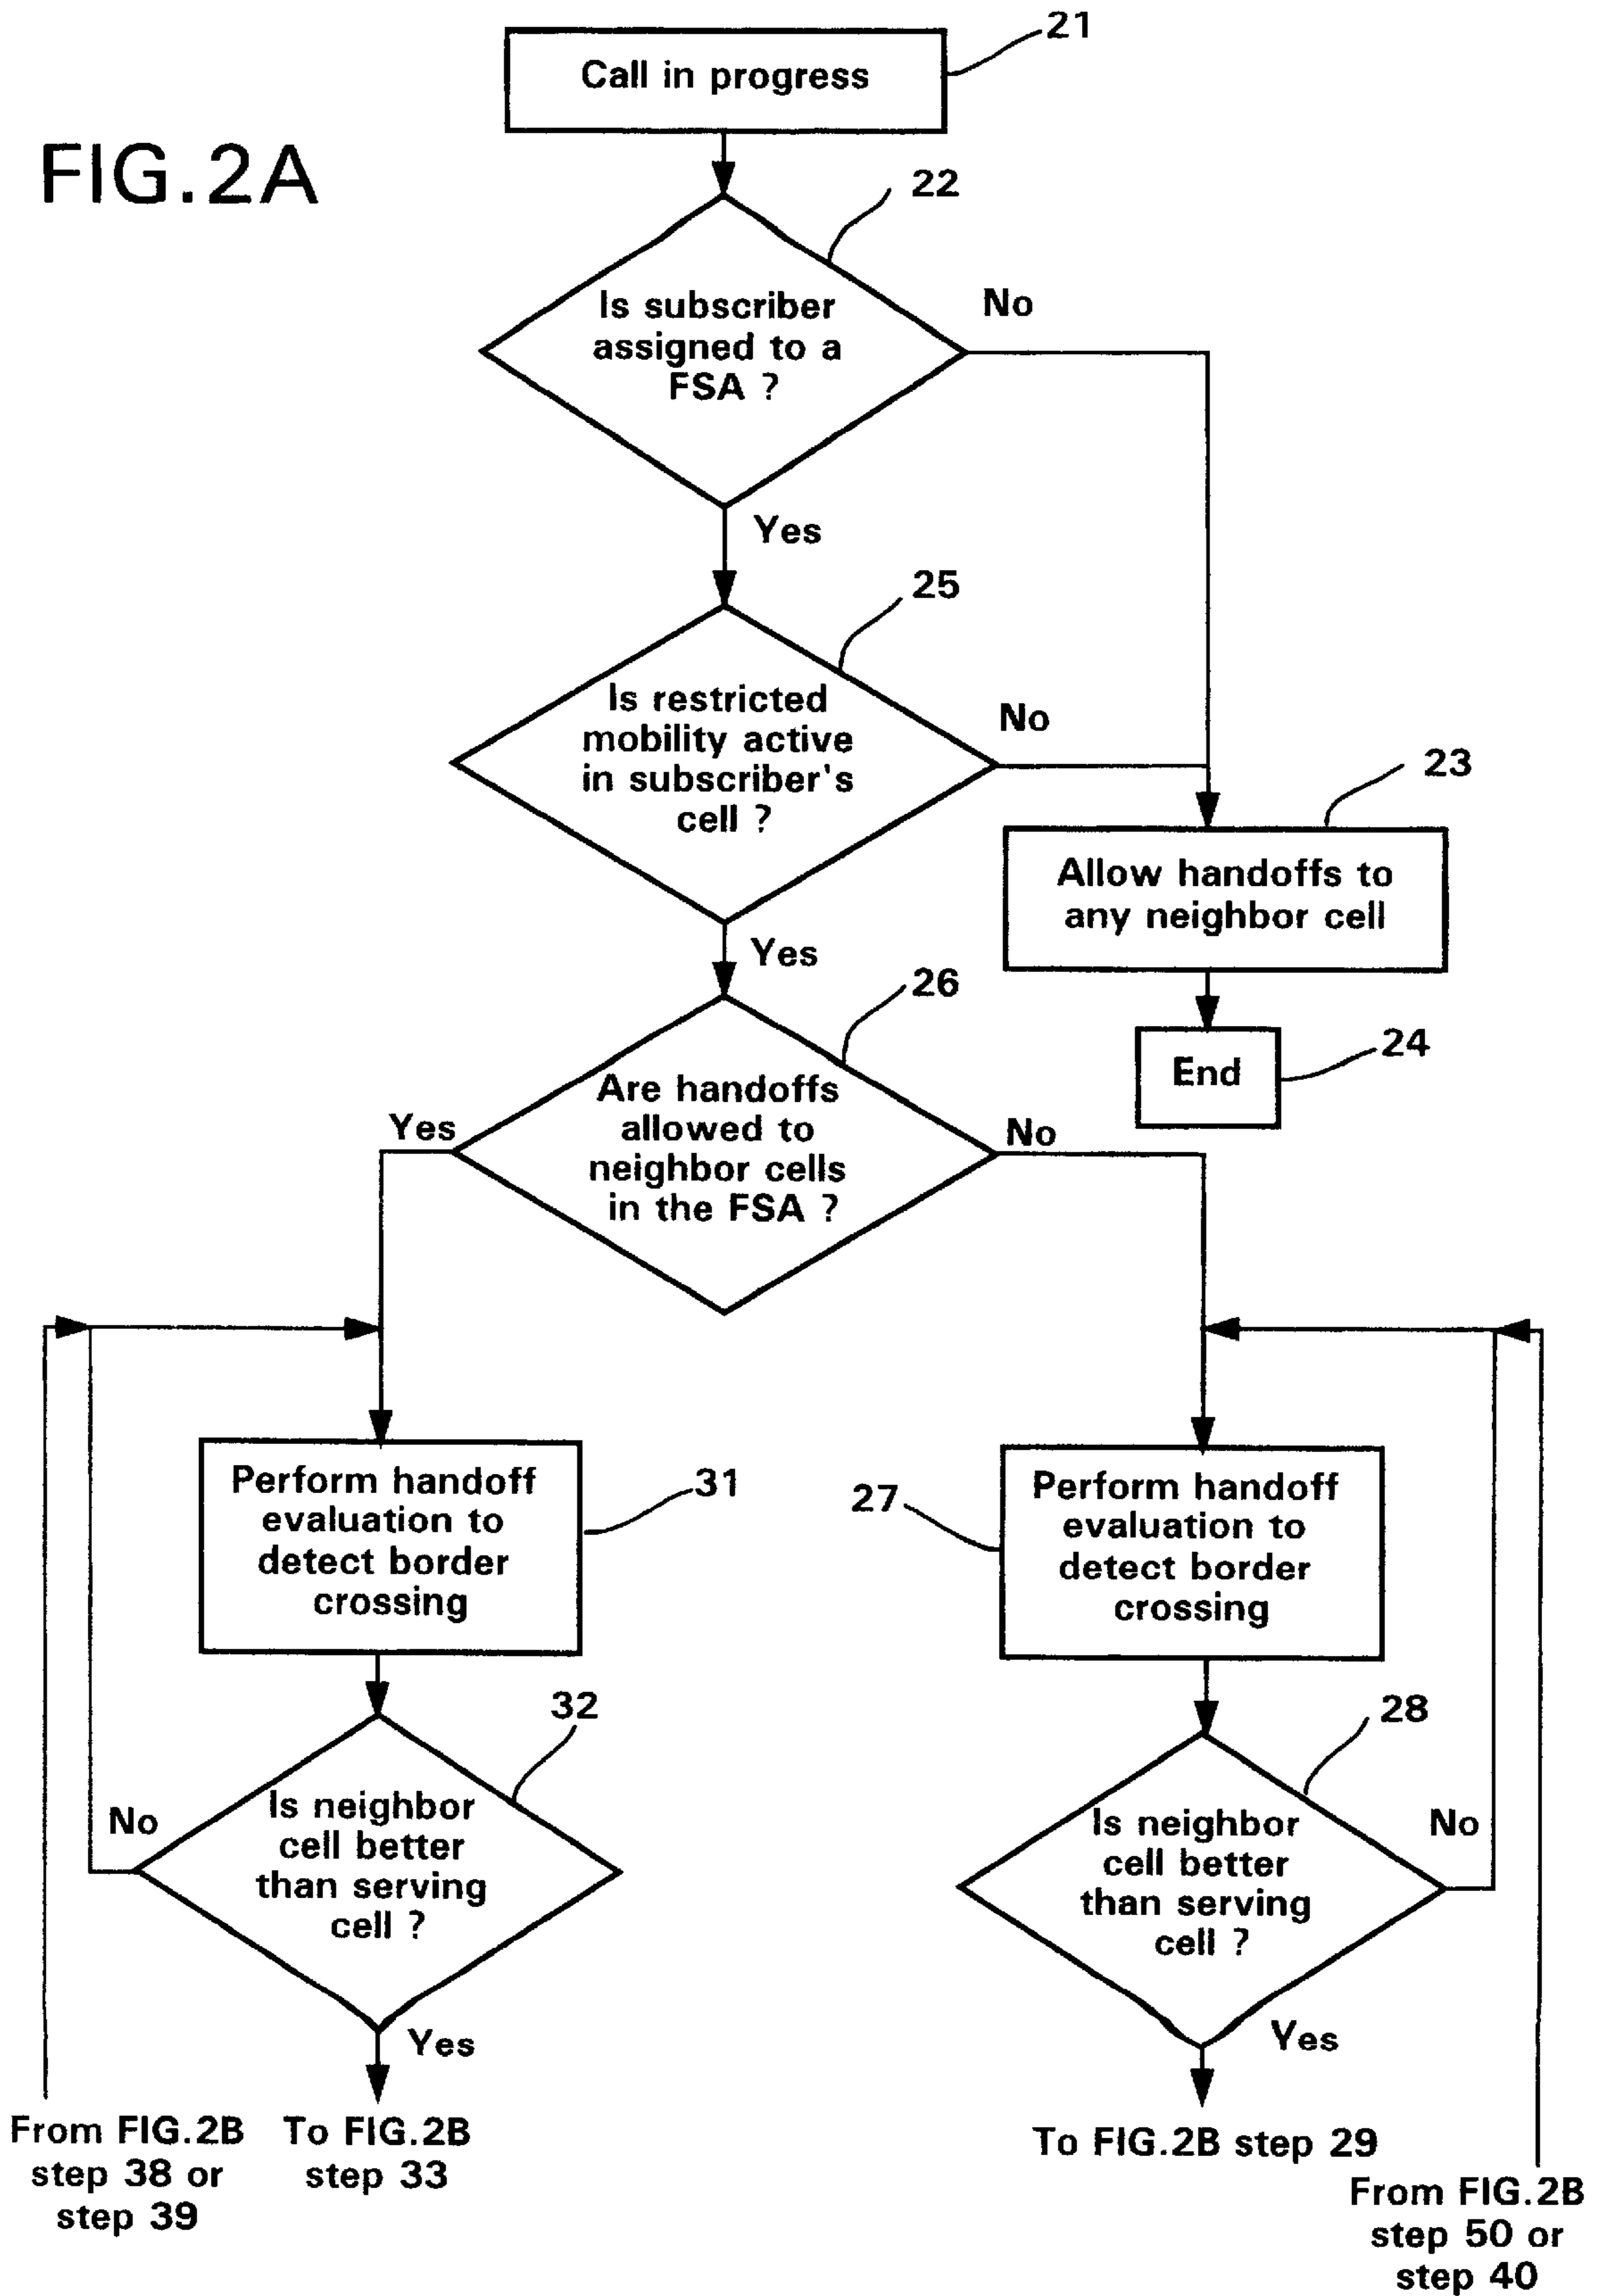 21
Call in progress
FIG.2A
22
Is subscriber
assigned to a
FSA ?
No
Yes
25
Is restricted
mobility active
in subscriber's
cell ?
No
23
Allow handoffs to
any neighbor cell
Yes
26
24
End
Are handoffs
allowed to
neighbor cells
in the FSA ?
Yes
No
Perform handoff
evaluation to
detect border
crossing
31
27
Perform handoff
evaluation to
detect border
crossing
32
28
Is neighbor
cell better
than serving
cell ?
No
Is neighbor
cell better
than serving
cell ?
No
Yes
Yes
From FIG.2B
step 38 or
step 39
To FIG.2B
step 33
To FIG.2B step 29
From FIG.2B
step 50 or
step 40